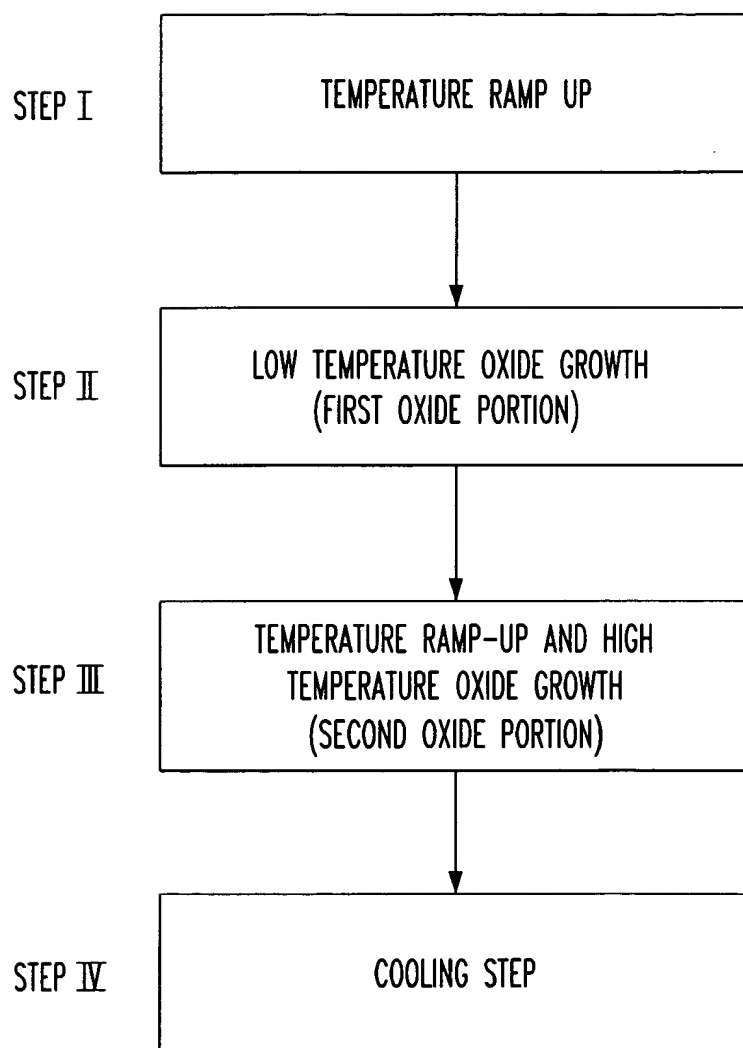 STEP I
TEMPERATURE RAMP UP
STEP II
LOW TEMPERATURE OXIDE GROWTH
(FIRST OXIDE PORTION)
STEP III
TEMPERATURE RAMP-UP AND HIGH
TEMPERATURE OXIDE GROWTH
(SECOND OXIDE PORTION)
STEP IV
COOLING STEP